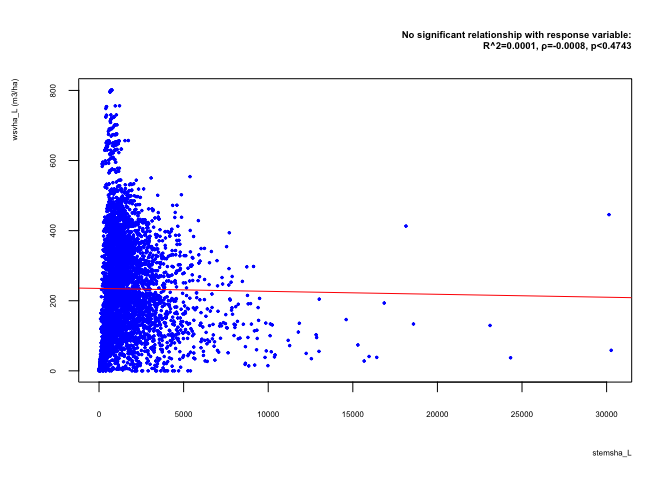 No significant relationship with response variable:
R^2=0.0001, ρ=-0.0008, p<0.4743
wsvha_L (m3/ha)
800
600
400
200
0
0 5000 10000 15000 20000 25000 30000
stemsha_L